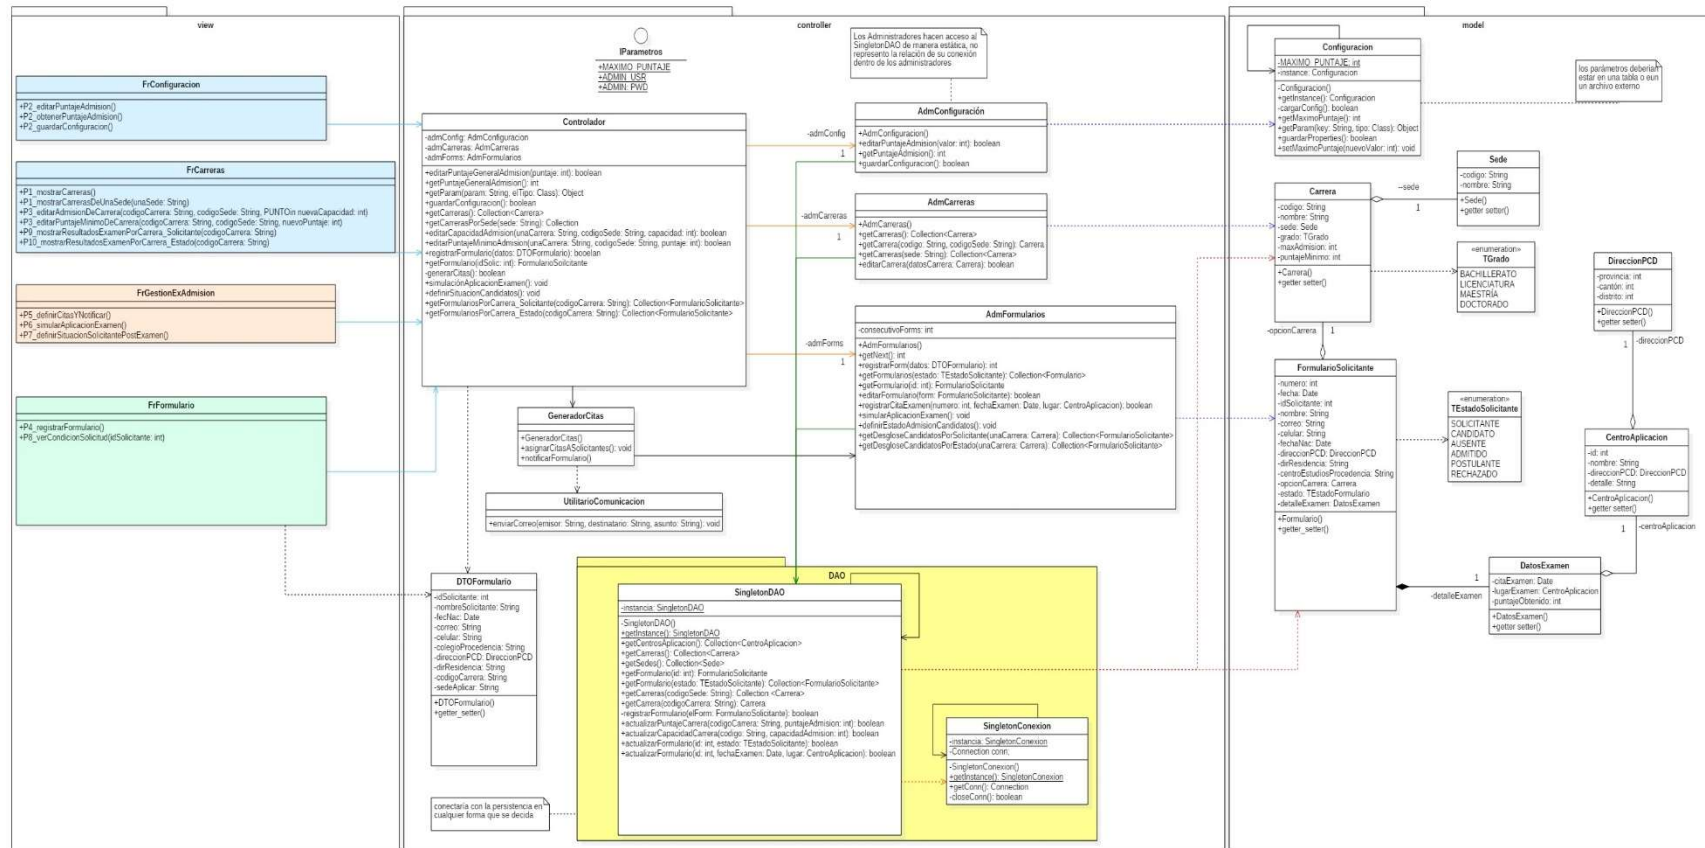 view
FrConfiguracion
+P2_editarPuntajeAdmision()
+P2_obtenerPuntajeAdmision()
+P2_guardarConfiguracion()
FrCarreras
+P1_mostrarCarreras()
+P1_mostrarCarrerasDeUnaSede(unaSede: String)
+P3_editarAdmisionDeCarrera(codigoCarrera: String, codigoSede: String, PUNTOin nuevaCapacidad: int)
+P3_editarPuntajeMinimoDeCarrera(codigoCarrera: String, codigoSede: String, nuevoPuntaje: int)
+P9_mostrarResultadosExamenPorCarrera_Solicitante(codigoCarrera: String)
+P10_mostrarResultadosExamenPorCarrera_Estado(codigoCarrera: String)
FrGestionExAdmision
+P5_definirCitasYNotificar()
+P6_simularAplicacionExamen()
+P7_definirSituacionSolicitantePostExamen()
FrFormulario
+P4_registrarFormulario()
+P8_verCondicionSolicitud(idSolicitante: int)
controller
IParametros
+MAXIMO_PUNTAJE
+ADMIN_USR
+ADMIN_PWD
Los Administradores hacen acceso al
SingletonDAO de manera estática, no
represento la relación de su conexión
dentro de los administradores
Controlador
-admConfig: AdmConfiguracion
-admCarreras: AdmCarreras
-admForms: AdmFormularios
+editarPuntajeGeneralAdmision(puntaje: int): boolean
+getPuntajeGeneralAdmision(): int
+getParam(param: String, elTipo: Class): Object
+guardarConfiguracion(): boolean
+getCarreras(): Collection<Carrera>
+getCarrerasPorSede(sede: String): Collection
+editarCapacidadAdmision(unaCarrera: String, codigoSede: String, capacidad: int): boolean
+editarPuntajeMinimoAdmision(unaCarrera: String, codigoSede: String, puntaje: int): boolean
+registrarFormulario(datos: DTOFormulario): bocelan
+getFormulario(idSolic: int): FormularioSoilcitante
-generarCitas(): boolean
+simulaciónAplicacionExamen(): void
+definirSituacionCandidatos(): void
+getFormulariosPorCarrera_Solicitante(codigoCarrera: String): Collection<FormularioSolicitante>
+getFormualriosPorCarrera_Estado(codigoCarrera: String): Collection<FormularioSolicitante>
-admConfig
1
-admCarreras
1
-admForms
1
AdmConfiguración
+AdmConfiguracion()
+editarPuntajeAdmision(valor: int): boolean
+getPuntajeAdmision(): int
+guardarConfiguracion(): boolean
AdmCarreras
+AdmCarreras()
+getCarreras(): Collection<Carrera>
+getCarrera(codigo: String, codigoSede: String): Carrera
+getCarreras(sede: String): Collection<Carrera>
+editarCarrera(datosCarrera: Carrera): boolean
AdmFormularios
-consecutivoForms: int
+AdmFormularios()
+getNext(): int
+registrarForm(datos: DTOFormulario): int
+getFormularios(estado: TEstadoSolicitante): Collection<Formulario>
+getFormulario(id: int): FormularioSolicitante
+editarFormulario(form: FormularioSolicitante): boolean
+registrarCitaExamen(numero: int, fechaExamen: Date, lugar: CentroAplicacion): boolean
+simularAplicacionExamen(): void
+definirEstadoAdmisionCandidatos(): void
+getDesgloseCandidatosPorSolicitante(unaCarrera: Carrera): Collection<FormularioSolicitante>
+getDesgloseCandidatosPorEstado(unaCarrera: Carrera): Collection<FormularioSolicitante>
GeneradorCitas
+GeneradorCitas()
+asignarCitasASolicitantes(): void
+notificarFormulario()
UtilitarioComunicacion
+enviarCorreo(emisor: String, destinatario: String, asunto: String): void
DTOFormulario
-idSolicitante: int
-nombreSolicitante: String
-fecNac: Date
-correo: String
-celular: String
-colegioProcedencia: String
-direccionPCD: DireccionPCD
-dirResidencia: String
-codigoCarrera: String
-sedeAplicar: String
+DTOFormulario()
+getter_setter()
DAO
SingletonDAO
-instancia: SingletonDAO
-SingletonDAO()
+getInstance(): SingletonDAO
+getCentrosAplicacion(): Collection<CentroAplicacion>
+getCarreras(): Collection<Carrera>
+getSedes(): Collection<Sede>
+getFormulario(id: int): FormularioSolicitante
+getFormulario(estado: TEstadoSolicitante): Collection<FormularioSolicitante>
+getCarreras(codigoSede: String): Collection <Carrera>
+getCarrera(codigoCarrera: String): Carrera
-registrarFormulario(elForm: FormularioSolicitante): boolean
+actualizarPuntajeCarrera(codigoCarrera: String, puntajeAdmision: int): boolean
+actualizarCapacidadCarrera(codigo: String, capacidadAdmision: int): boolean
+actualizarFormulario(id: int, estado: TEstadoSolicitante): boolean
+actualizarFormulario(id: int, fechaExamen: Date, lugar: CentroAplicacion): boolean
SingletonConexion
-instancia: SingletonConexion
-Connection conn;
-SingletonConexion()
+getInstance(): SingletonConexion
+getConn(): Connection
-closeConn(): boolean
conectaría con la persistencia en
cualquier forma que se decida
model
Configuracion
-MAXIMO_PUNTAJE: int
-instance: Configuracion
-Configuracion()
+getInstance(): Configuracion
-cargarConfig(): boolean
+getMaximoPuntaje(): int
+getParam(key: String, tipo: Class): Object
+guardarProperties(): boolean
+setMaximoPuntaje(nuevoValor: int): void
los parámetros deberían
estar en una tabla o eun
un archivo externo
Sede
-codigo: String
-nombre: String
+Sede()
+getter setter()
--sede
1
Carrera
-codigo: String
-nombre: String
-sede: Sede
-grado: TGrado
-maxAdmision: int
-puntajeMinimo: int
+Carrera()
+getter setter()
«enumeration»
TGrado
BACHILLERATO
LICENCIATURA
MAESTRÍA
DOCTORADO
DireccionPCD
-provincia: int
-cantón: int
-distrito: int
+DireccionPCD()
+getter setter()
-opcionCarrera
1
1
-direccionPCD
FormularioSolicitante
-numero: int
-fecha: Date
-idSolicitante: int
-nombre: String
-correo: String
-celular: String
-fechaNac: Date
-direccionPCD: DireccionPCD
-dirResidencia: String
-centroEstudiosProcedencia: String
-opcionCarrera: Carrera
-estado: TEstadoFormulario
-detalleExamen: DatosExamen
+Formulario()
+getter_setter()
«enumeration»
TEstadoSolicitante
SOLICITANTE
CANDIDATO
AUSENTE
ADMITIDO
POSTULANTE
RECHAZADO
CentroAplicacion
-id: int
-nombre: String
-direccionPCD: DireccionPCD
-detalle: String
+CentroAplicacion()
+getter setter()
1
-centroAplicacion
DatosExamen
-citaExamen: Date
-lugarExamen: CentroAplicacion
-puntajeObtenido: int
+DatosExamen()
+getter setter()
1
-detalleExamen